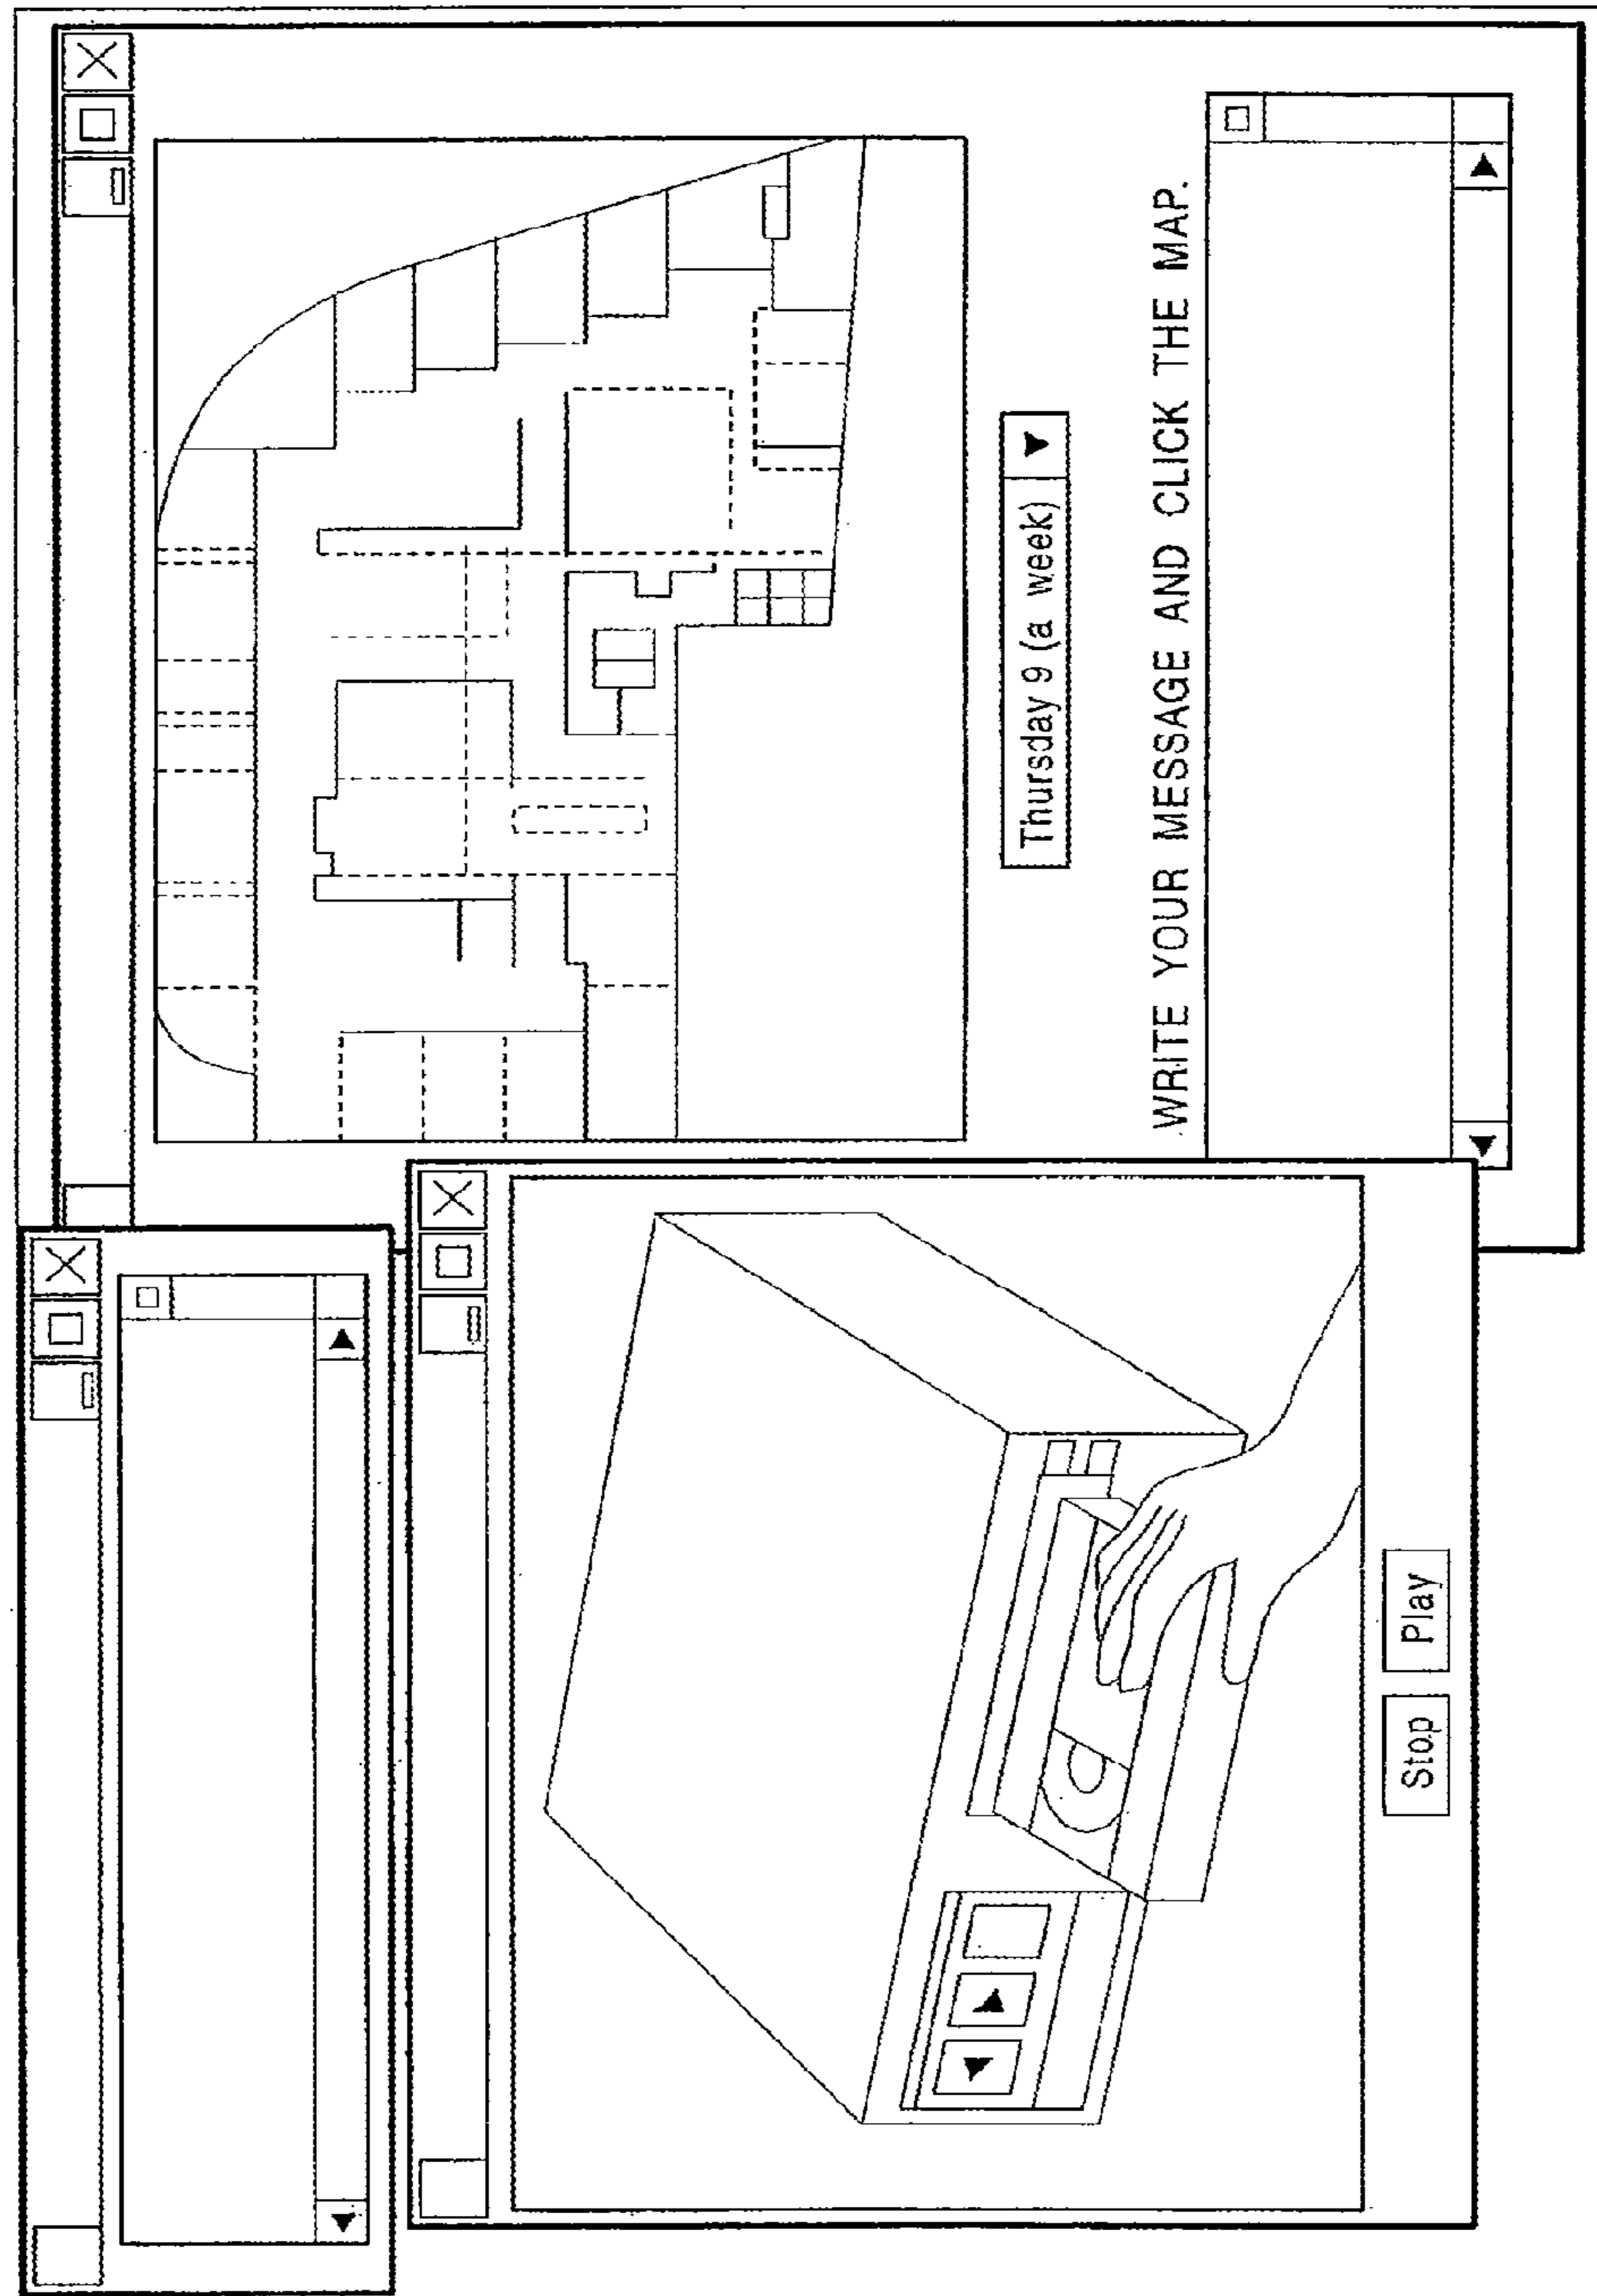 Thursday 9 (a week)
WRITE YOUR MESSAGE AND CLICK THE MAP.
Stop
Play